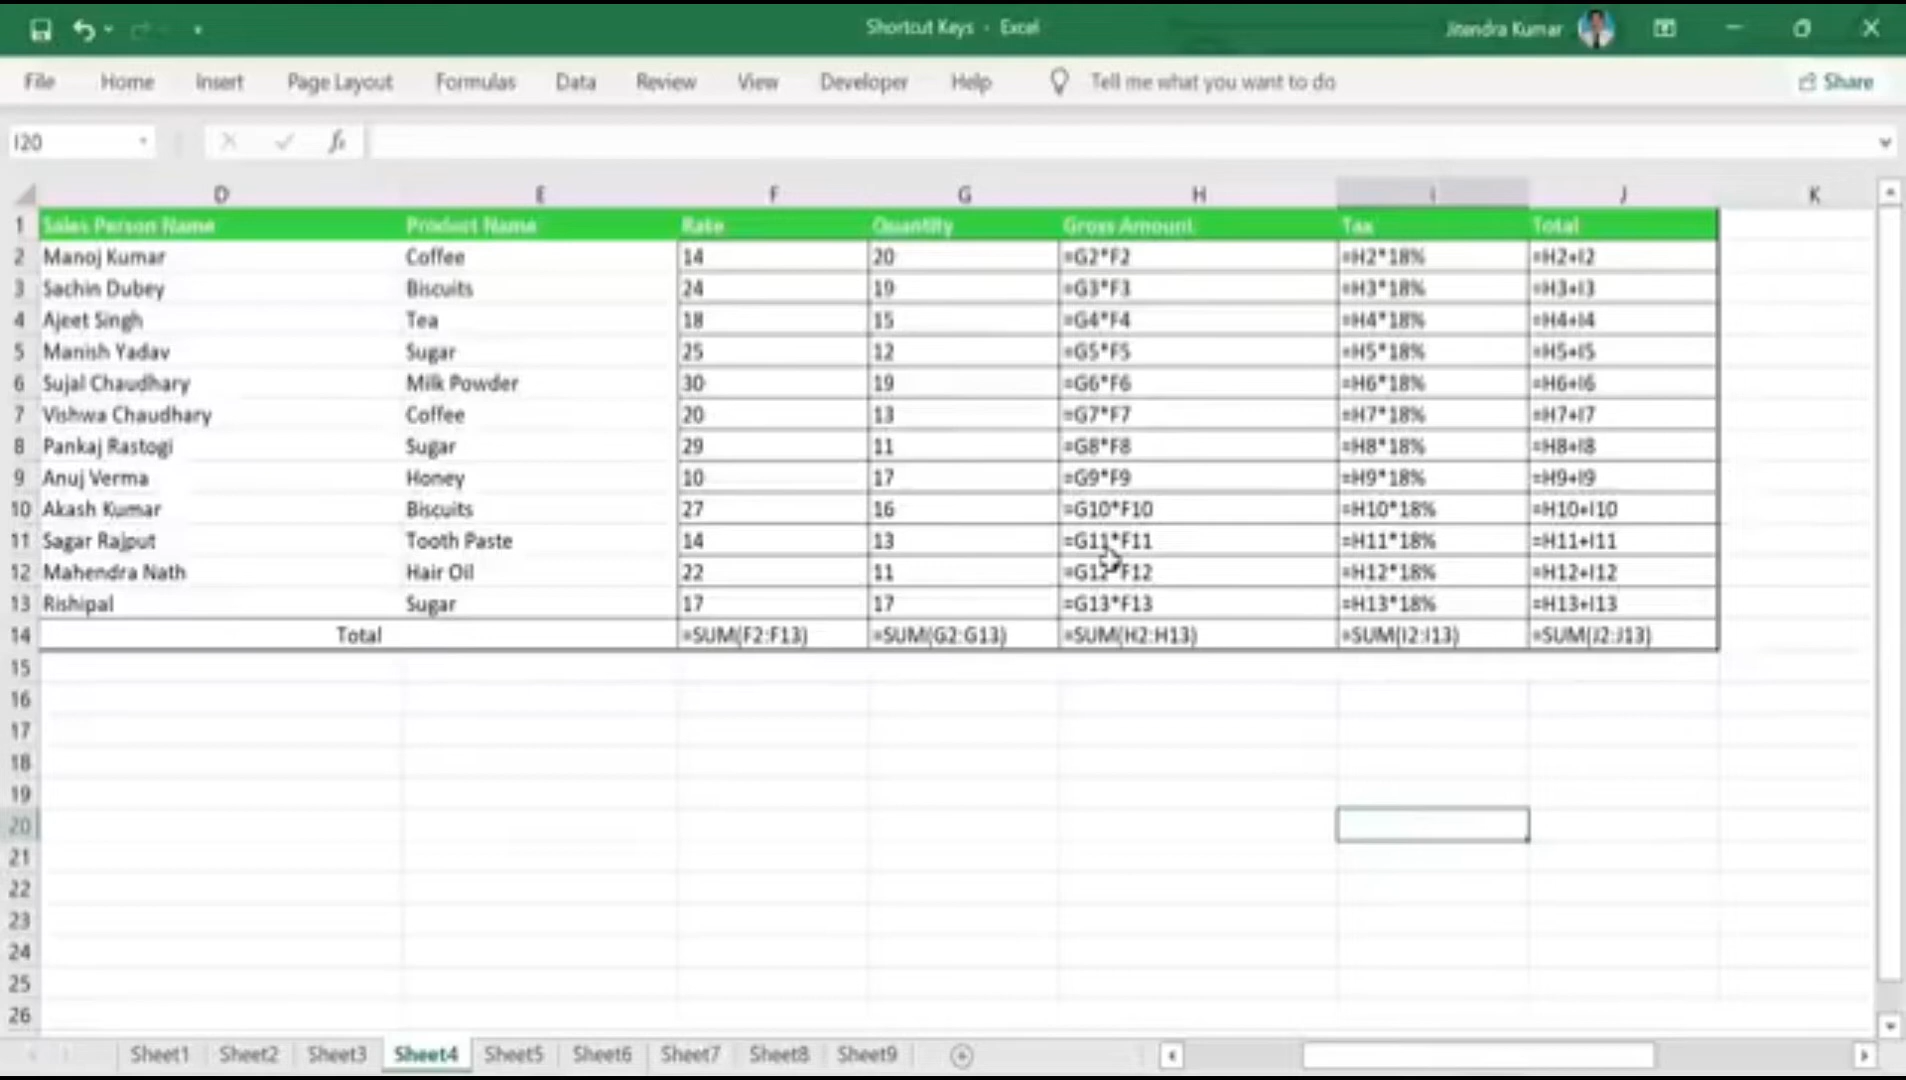 Shortcut Keys - Excel
Jitendra Kumar
File Home Insert Page Layout Formulas Data Review View Developer Help Tell me what you want to do Share
I20 fx
D E F G H I J K
1 Sales Person Name Product Name Rate Quantity Gross Amount Tax Total
2 Manoj Kumar Coffee 14 20 =G2*F2 =H2*18% =H2+I2
3 Sachin Dubey Biscuits 24 19 =G3*F3 =H3*18% =H3+I3
4 Ajeet Singh Tea 18 15 =G4*F4 =H4*18% =H4+I4
5 Manish Yadav Sugar 25 12 =G5*F5 =H5*18% =H5+I5
6 Sujal Chaudhary Milk Powder 30 19 =G6*F6 =H6*18% =H6+I6
7 Vishwa Chaudhary Coffee 20 13 =G7*F7 =H7*18% =H7+I7
8 Pankaj Rastogi Sugar 29 11 =G8*F8 =H8*18% =H8+I8
9 Anuj Verma Honey 10 17 =G9*F9 =H9*18% =H9+I9
10 Akash Kumar Biscuits 27 16 =G10*F10 =H10*18% =H10+I10
11 Sagar Rajput Tooth Paste 14 13 =G11*F11 =H11*18% =H11+I11
12 Mahendra Nath Hair Oil 22 11 =G12*F12 =H12*18% =H12+I12
13 Rishipal Sugar 17 17 =G13*F13 =H13*18% =H13+I13
14 Total =SUM(F2:F13) =SUM(G2:G13) =SUM(H2:H13) =SUM(I2:I13) =SUM(J2:J13)
15
16
17
18
19
20
21
22
23
24
25
26
Sheet1 Sheet2 Sheet3 Sheet4 Sheet5 Sheet6 Sheet7 Sheet8 Sheet9